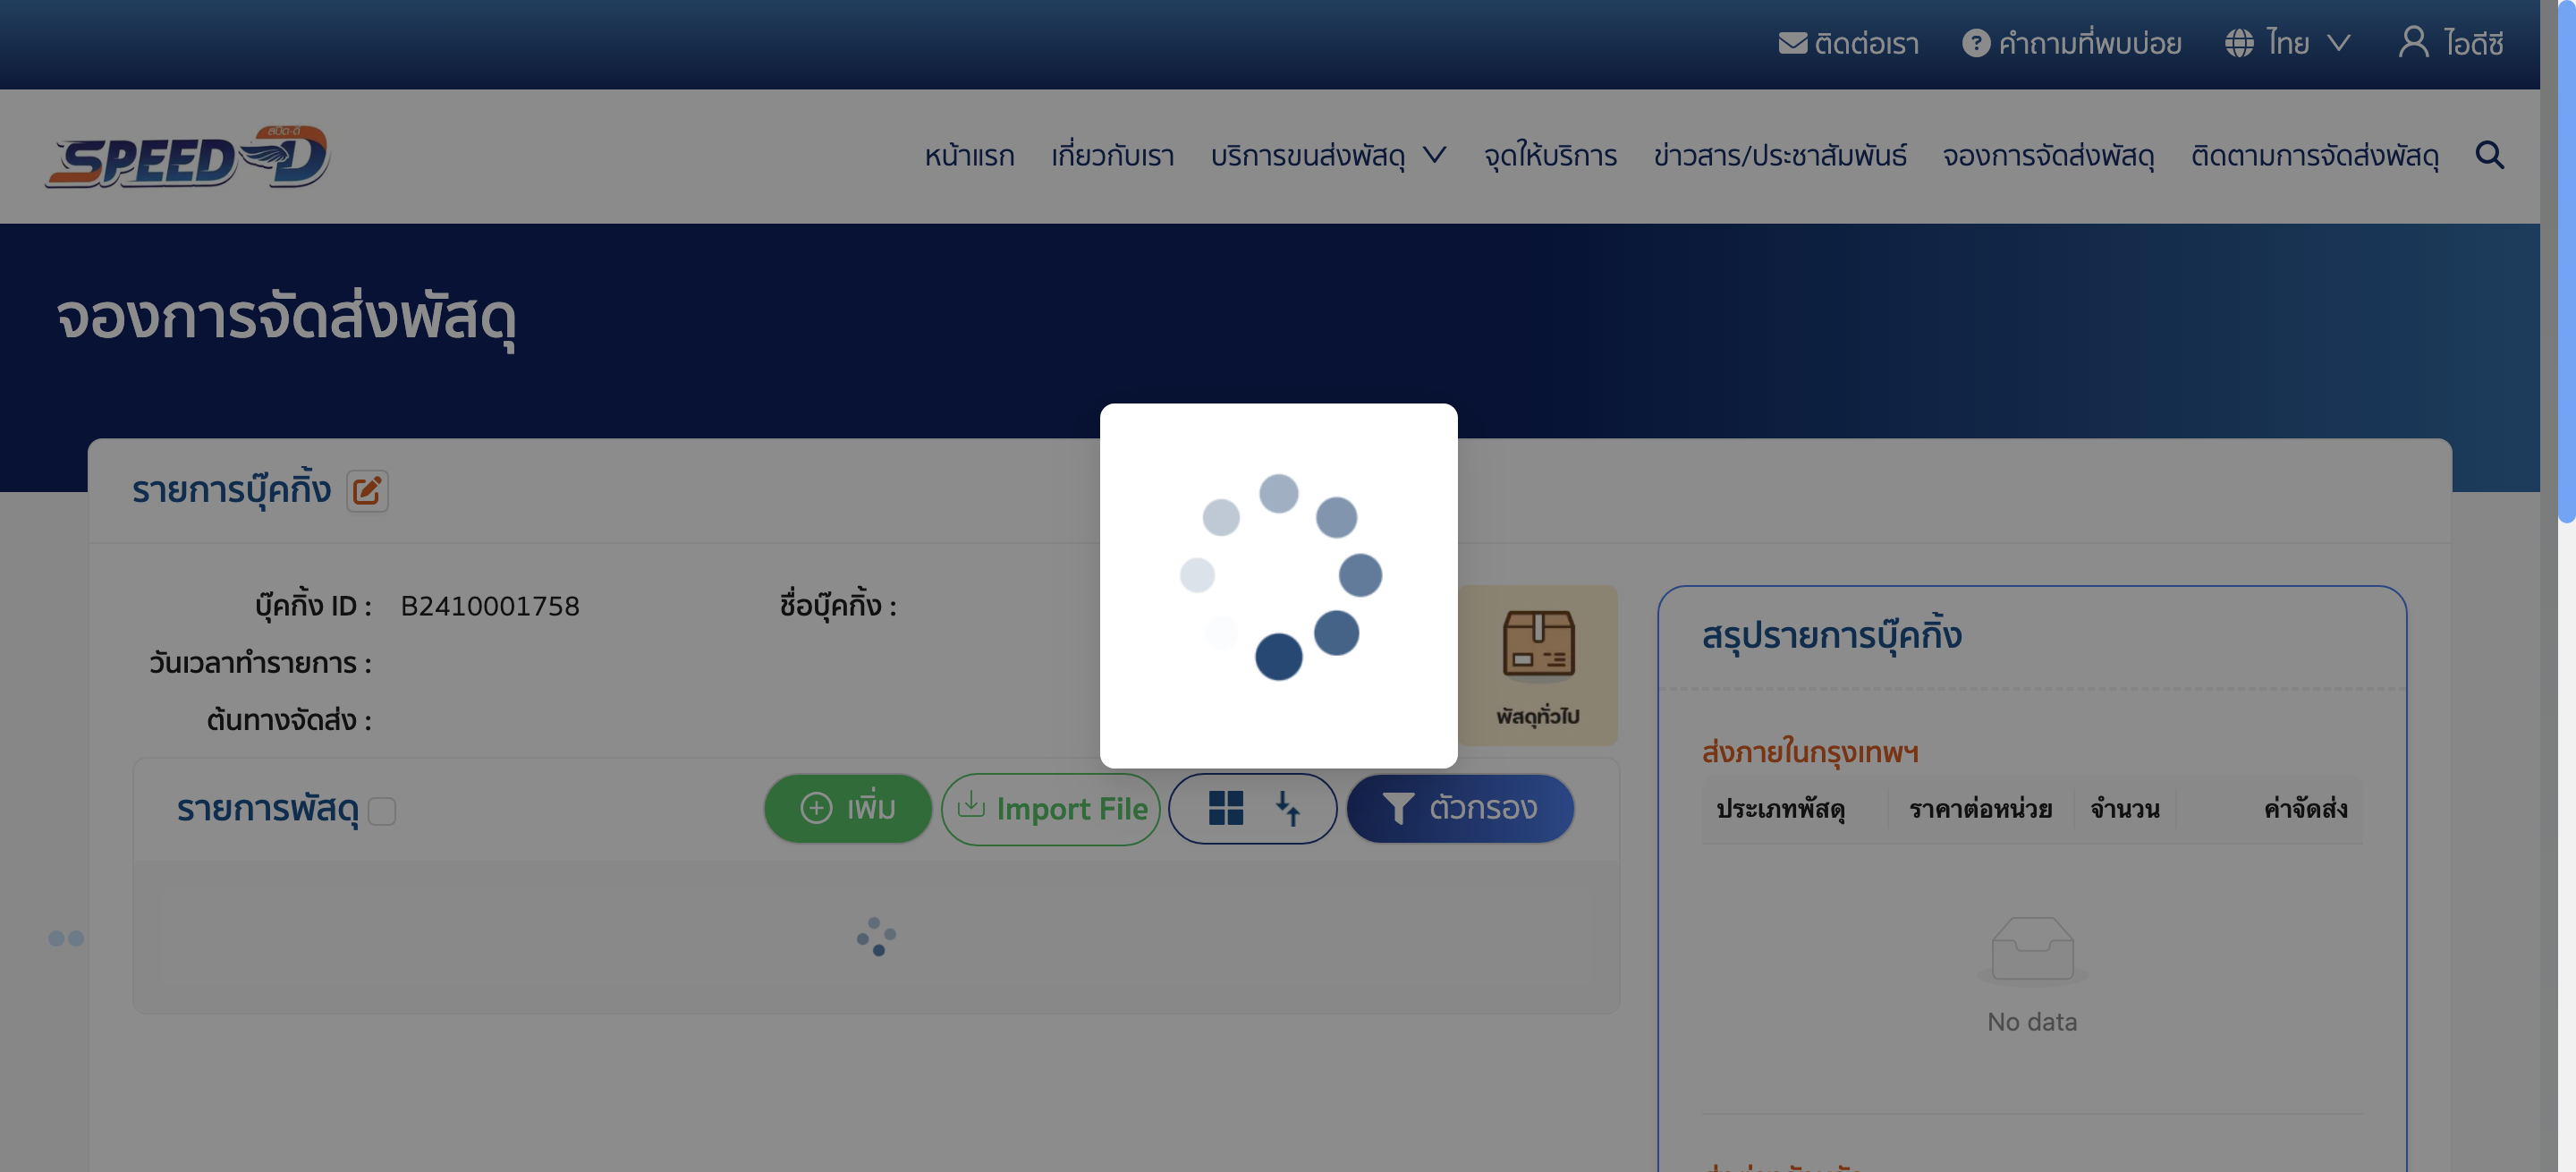 ติดต่อเรา คำถามที่พบบ่อย ไทย ไอดีซี
สปีด-ดี
SPEED-D
หน้าแรก เกี่ยวกับเรา บริการขนส่งพัสดุ จุดให้บริการ ข่าวสาร/ประชาสัมพันธ์ จองการจัดส่งพัสดุ ติดตามการจัดส่งพัสดุ
จองการจัดส่งพัสดุ
รายการบุ๊คกิ้ง
บุ๊คกิ้ง ID : B2410001758 ชื่อบุ๊คกิ้ง :
วันเวลาทำรายการ :
ต้นทางจัดส่ง :
พัสดุทั่วไป
รายการพัสดุ เพิ่ม Import File ตัวกรอง
สรุปรายการบุ๊คกิ้ง
ส่งภายในกรุงเทพฯ
ประเภทพัสดุ ราคาต่อหน่วย จำนวน ค่าจัดส่ง
No data